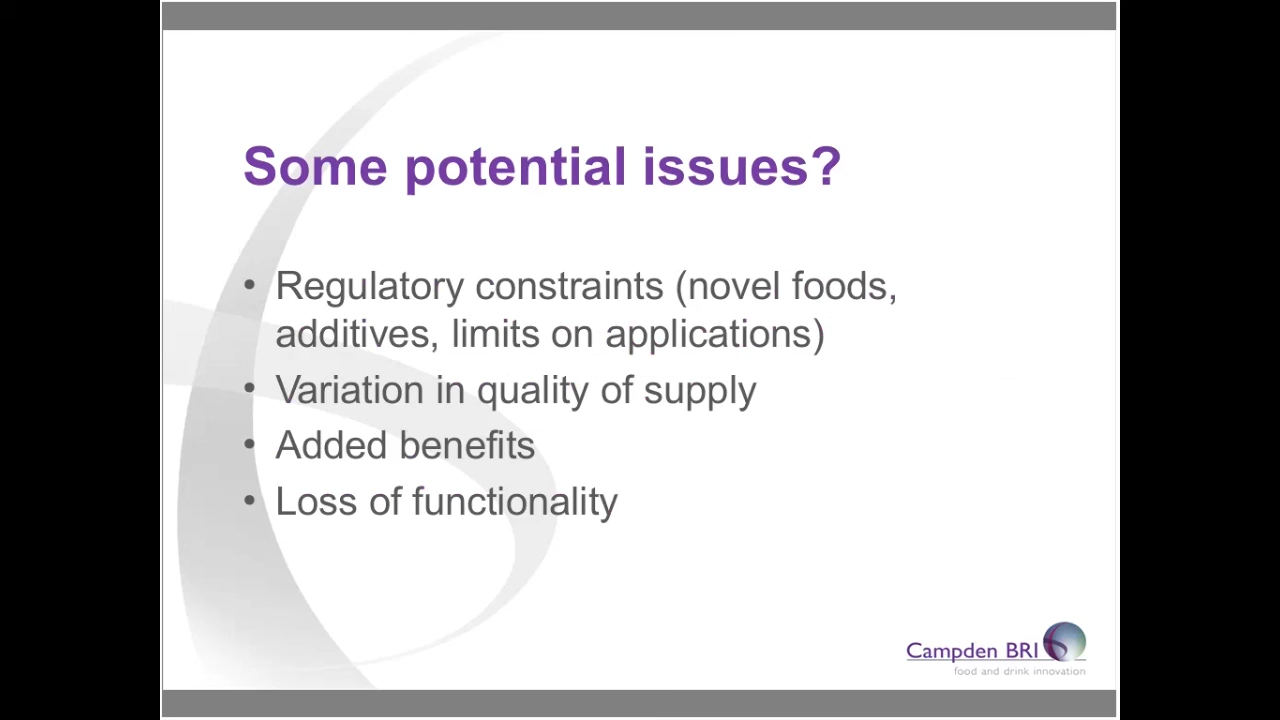 Some potential issues?
• Regulatory constraints (novel foods,
additives, limits on applications)
• Variation in quality of supply
• Added benefits
• Loss of functionality
Campden BRI
food and drink innovation